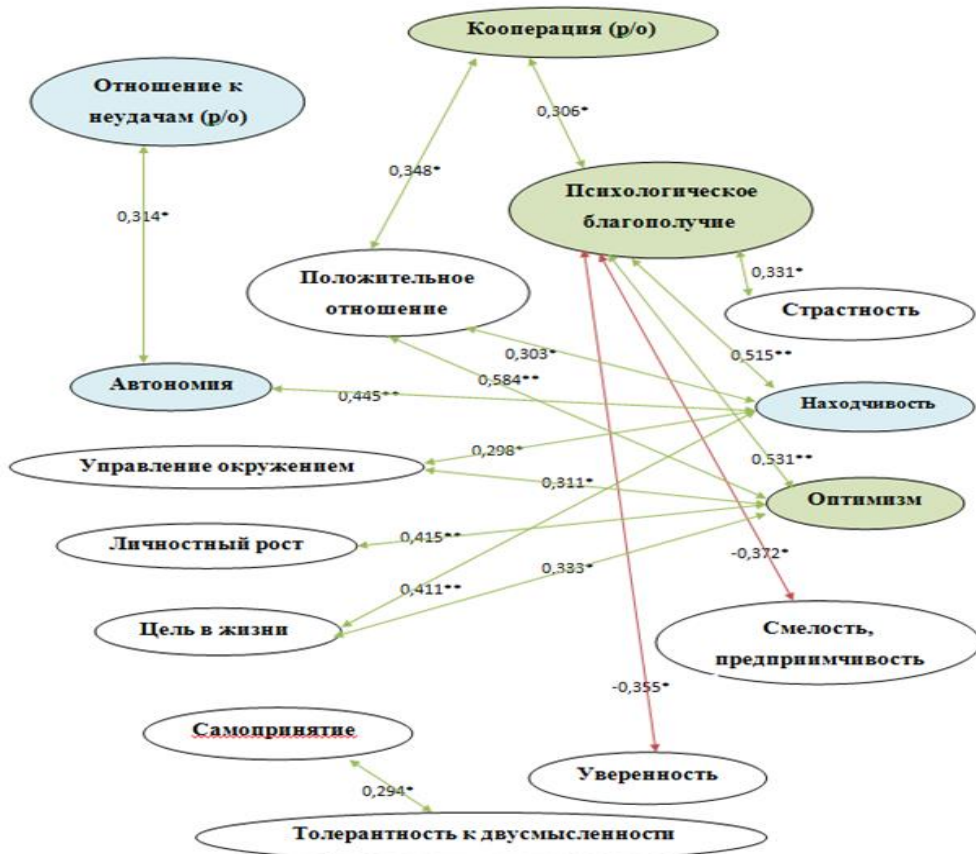 Кооперация (р/о)
Отношение к
неудачам (р/о)
0,306*
0,348*
Психологическое
благополучие
0,314*
0,331*
Положительное
отношение
Страстность
0,303*
0,515**
0,584**
Автономия
0,445**
Находчивость
0,298*
0,531**
Управление окружением
0,311*
Оптимизм
0,415**
Личностный рост
-0,372*
0,333*
0,411**
Цель в жизни
Смелость,
предприимчивость
-0,355*
Самопринятие
Уверенность
0,294*
Толерантность к двусмысленности